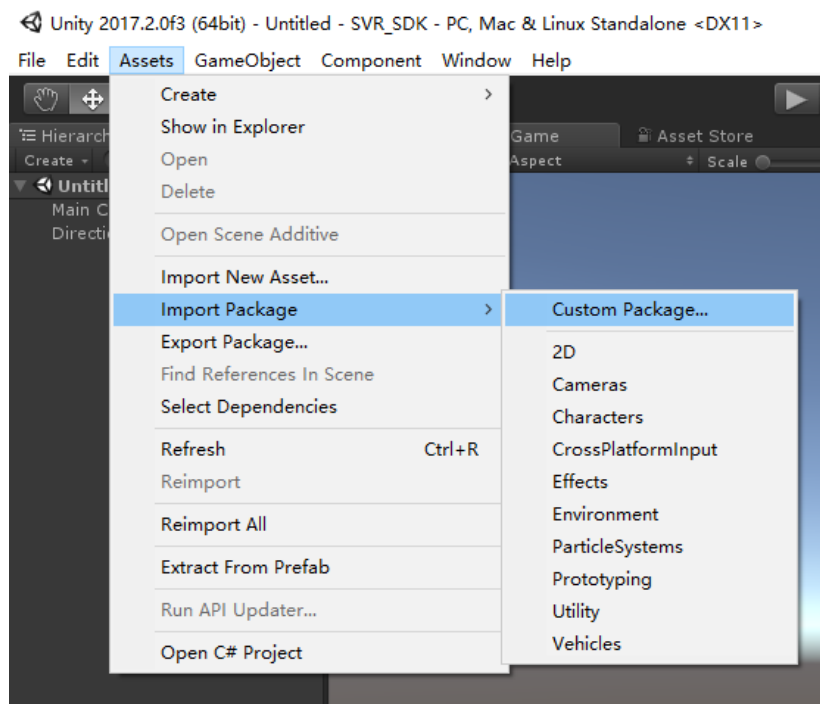 Unity 2017.2.0f3 (64bit) - Untitled - SVR_SDK - PC, Mac & Linux Standalone <DX11>
File Edit Assets GameObject Component Window Help
Create
Show in Explorer
Open
Delete
Open Scene Additive
Import New Asset...
Import Package
Export Package...
Find References In Scene
Select Dependencies
Refresh Ctrl+R
Reimport
Reimport All
Extract From Prefab
Run API Updater...
Open C# Project
Custom Package...
2D
Cameras
Characters
CrossPlatformInput
Effects
Environment
ParticleSystems
Prototyping
Utility
Vehicles
Hierarch
Create
Untitl
Main C
Directi
Game
Asset Store
Aspect
Scale